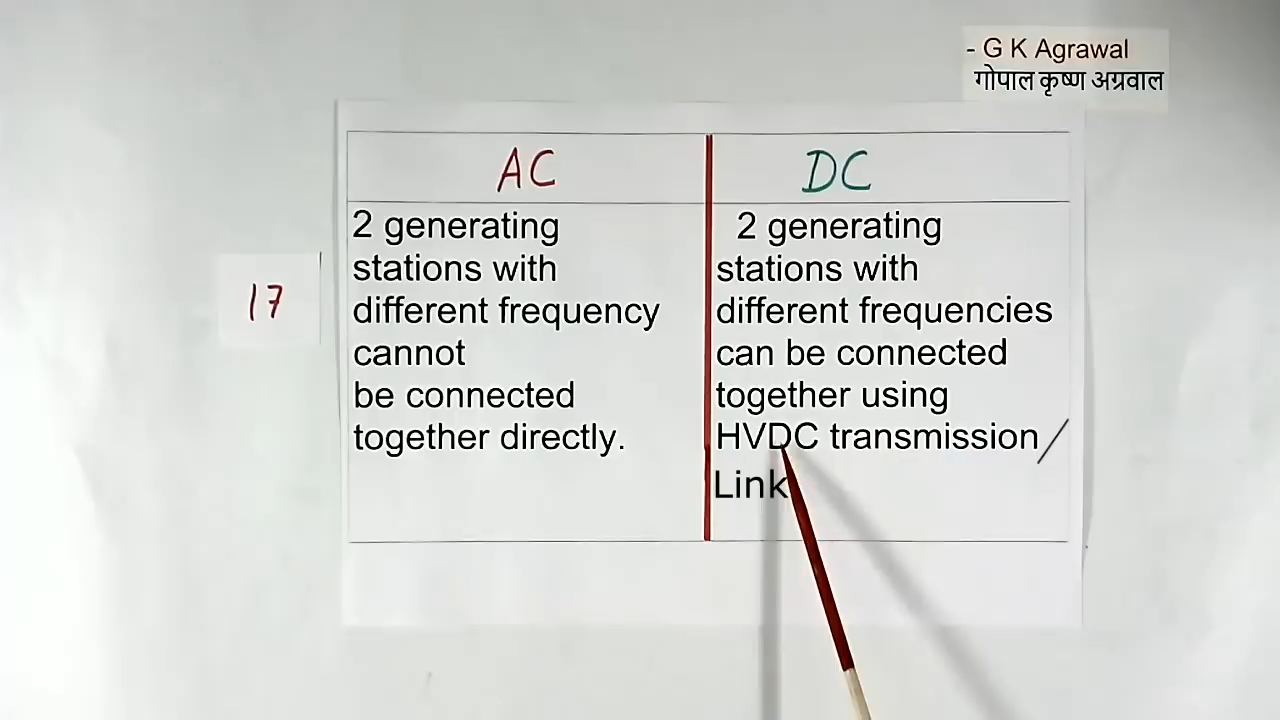 - G K Agrawal
गोपाल कृष्ण अग्रवाल
AC
DC
17
2 generating
stations with
different frequency
cannot
be connected
together directly.
2 generating
stations with
different frequencies
can be connected
together using
HVDC transmission/
Link